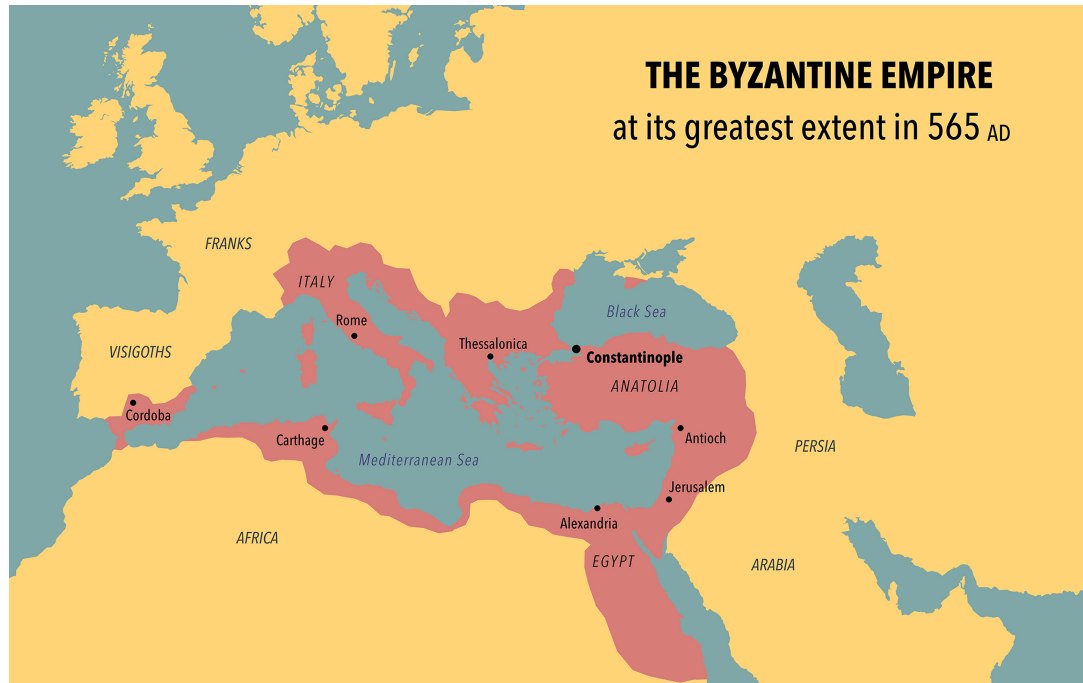 THE BYZANTINE EMPIRE
at its greatest extent in 565 AD
FRANKS
ITALY
Black Sea
Rome
Thessalonica
VISIGOTHS
Constantinople
ANATOLIA
Cordoba
Carthage
Antioch
PERSIA
Mediterranean Sea
Jerusalem
Alexandria
AFRICA
EGYPT
ARABIA